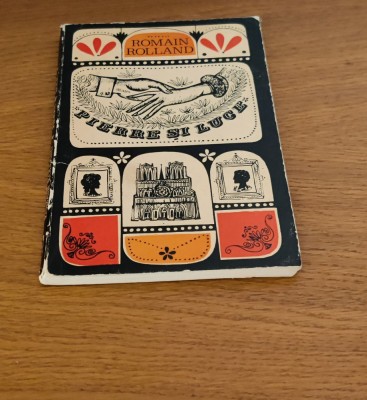 ROMAIN
ROLLAND
PIERRE ȘI LUCE